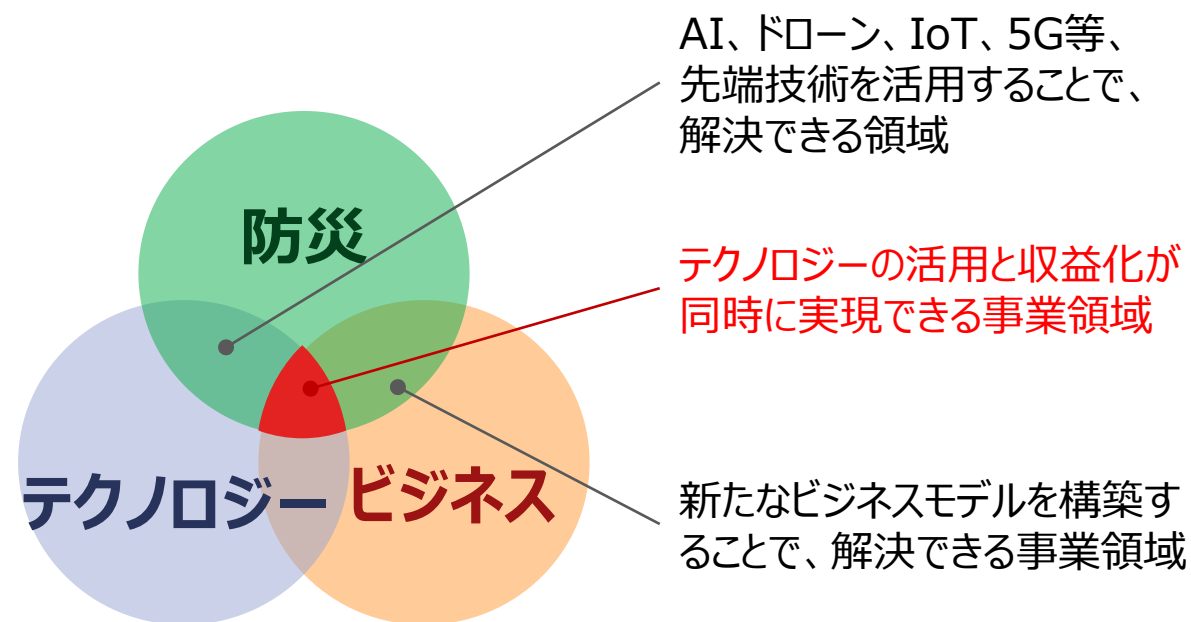 AI、ドローン、IoT、5G等、
先端技術を活用することで、
解決できる領域
防災
テクノロジーの活用と収益化が
同時に実現できる事業領域
テクノロジー
ビジネス
新たなビジネスモデルを構築す
ることで、解決できる事業領域